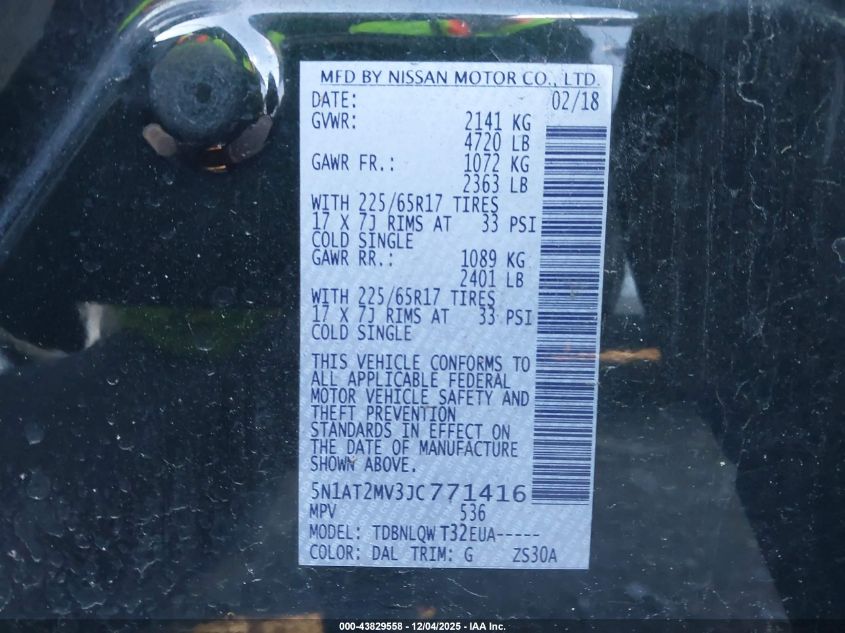 MFD BY NISSAN MOTOR CO., LTD.
DATE: 02/18
GVWR: 2141 KG
4720 LB
GAWR FR.: 1072 KG
2363 LB
WITH 225/65R17 TIRES
17 X 7J RIMS AT 33 PSI
COLD SINGLE
GAWR RR.: 1089 KG
2401 LB
WITH 225/65R17 TIRES
17 X 7J RIMS AT 33 PSI
COLD SINGLE
THIS VEHICLE CONFORMS TO
ALL APPLICABLE FEDERAL
MOTOR VEHICLE SAFETY AND
THEFT PREVENTION
STANDARDS IN EFFECT ON
THE DATE OF MANUFACTURE
SHOWN ABOVE.
5N1AT2MV3JC771416
MPV 536
MODEL: TDBNLQW T32EUA-----
COLOR: DAL TRIM: G ZS30A
000-43829558 - 12/04/2025 - IAA Inc.